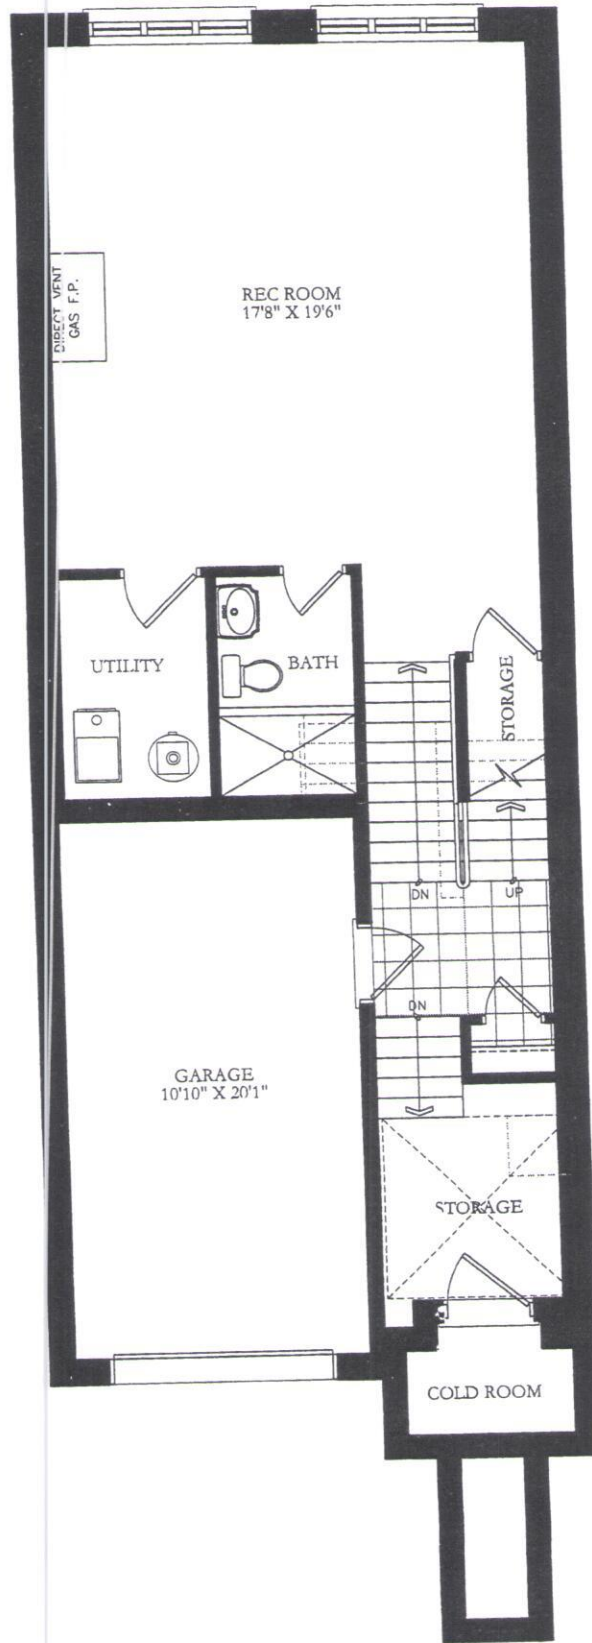 DIRECT VENT
GAS F.P.
REC ROOM
17'8" X 19'6"
UTILITY
BATH
STORAGE
DN
UP
DN
GARAGE
10'10" X 20'1"
STORAGE
COLD ROOM